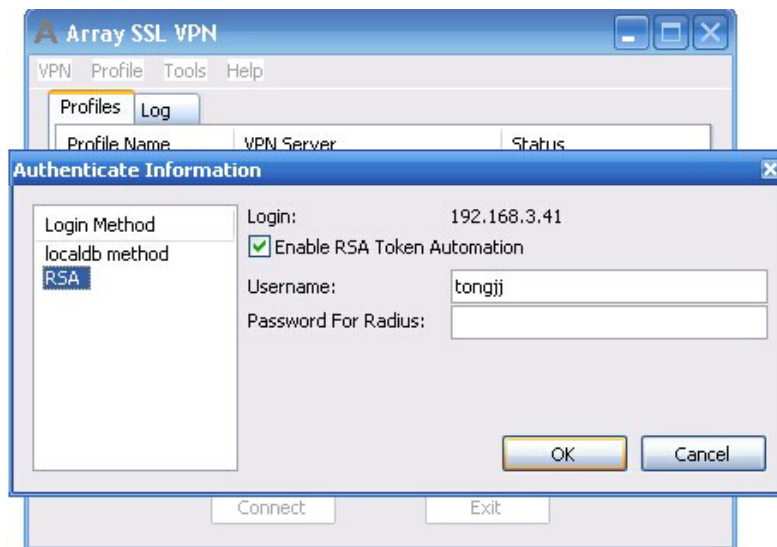 Array SSL VPN
VPN Profile Tools Help
Profiles Log
Profile Name VPN Server Status
Authenticate Information
Login Method
localdb method
RSA
Login: 192.168.3.41
Enable RSA Token Automation
Username: tongjj
Password For Radius:
OK Cancel
Connect Exit